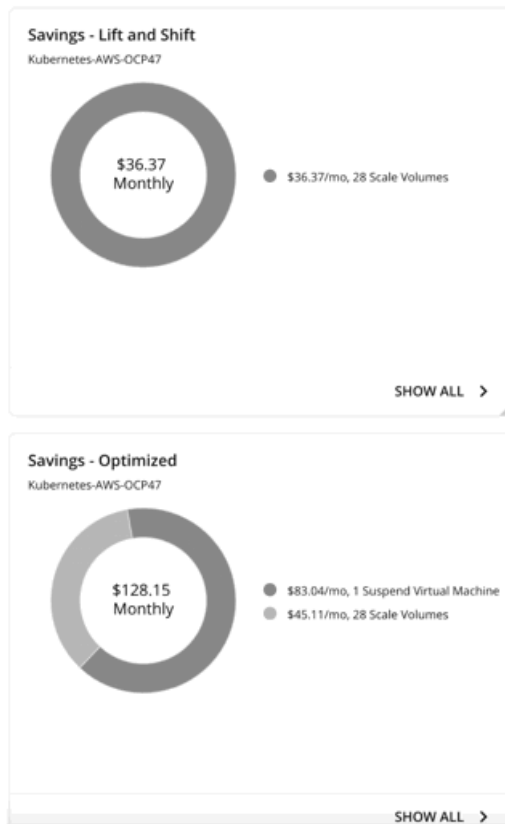 Savings - Lift and Shift
Kubernetes-AWS-OCP47
$36.37
Monthly
$36.37/mo, 28 Scale Volumes
SHOW ALL
Savings - Optimized
Kubernetes-AWS-OCP47
$128.15
Monthly
$83.04/mo, 1 Suspend Virtual Machine
$45.11/mo, 28 Scale Volumes
SHOW ALL